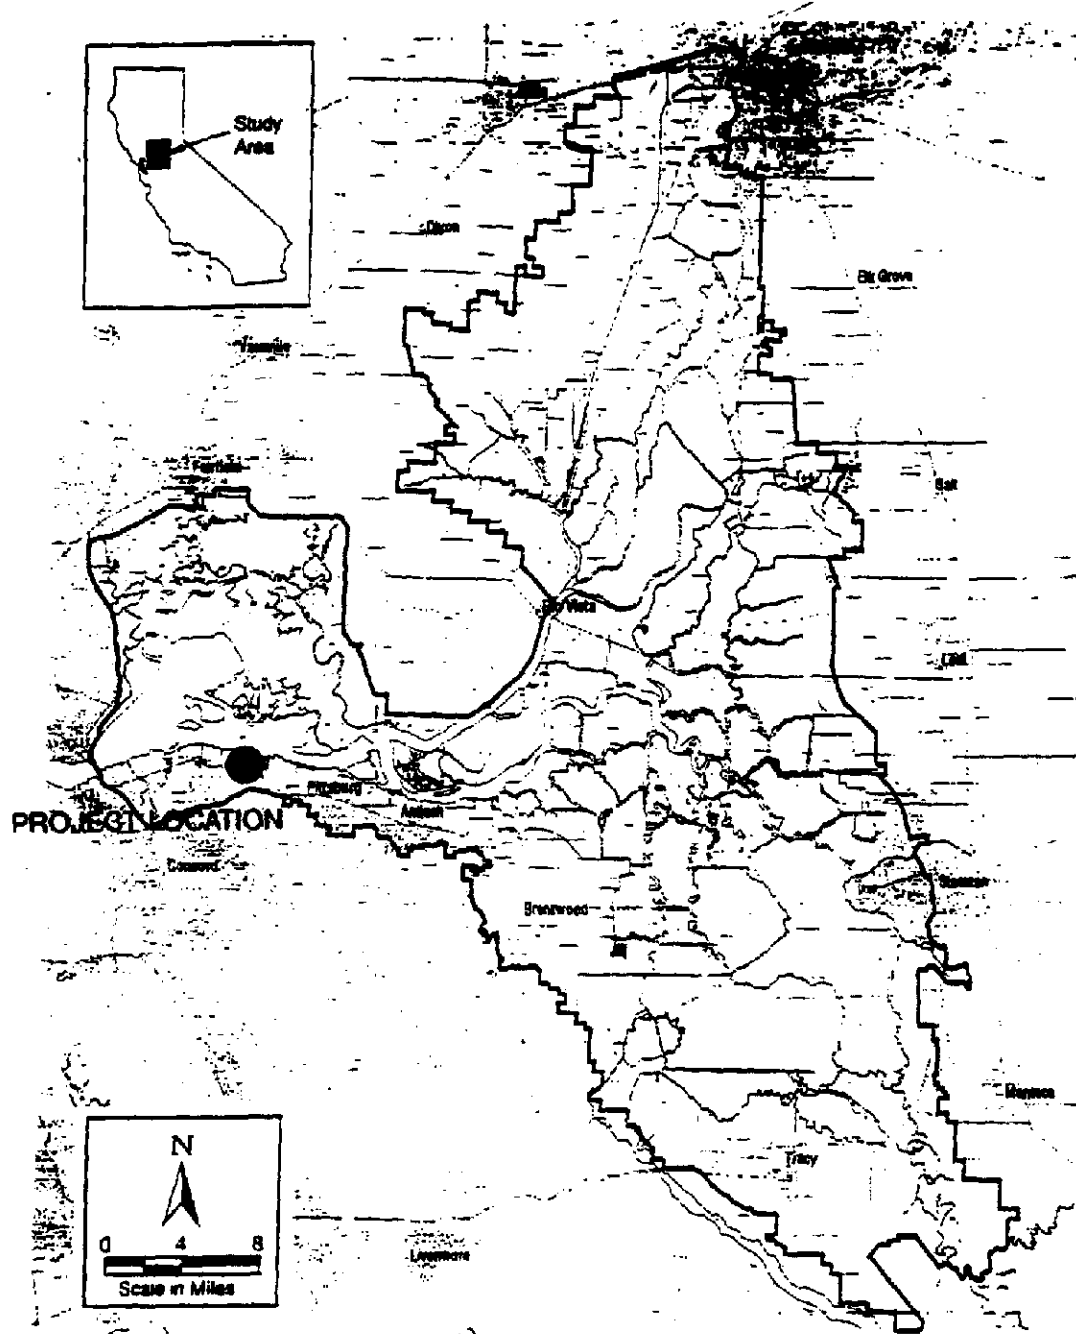 Study
Area
Dixon
Elk Grove
Vacaville
Fairfield
Galt
Rio Vista
Lodi
Pittsburg
Antioch
PROJECT LOCATION
Concord
Stockton
Brentwood
Manteca
Tracy
N
0 4 8
Scale in Miles
Livermore